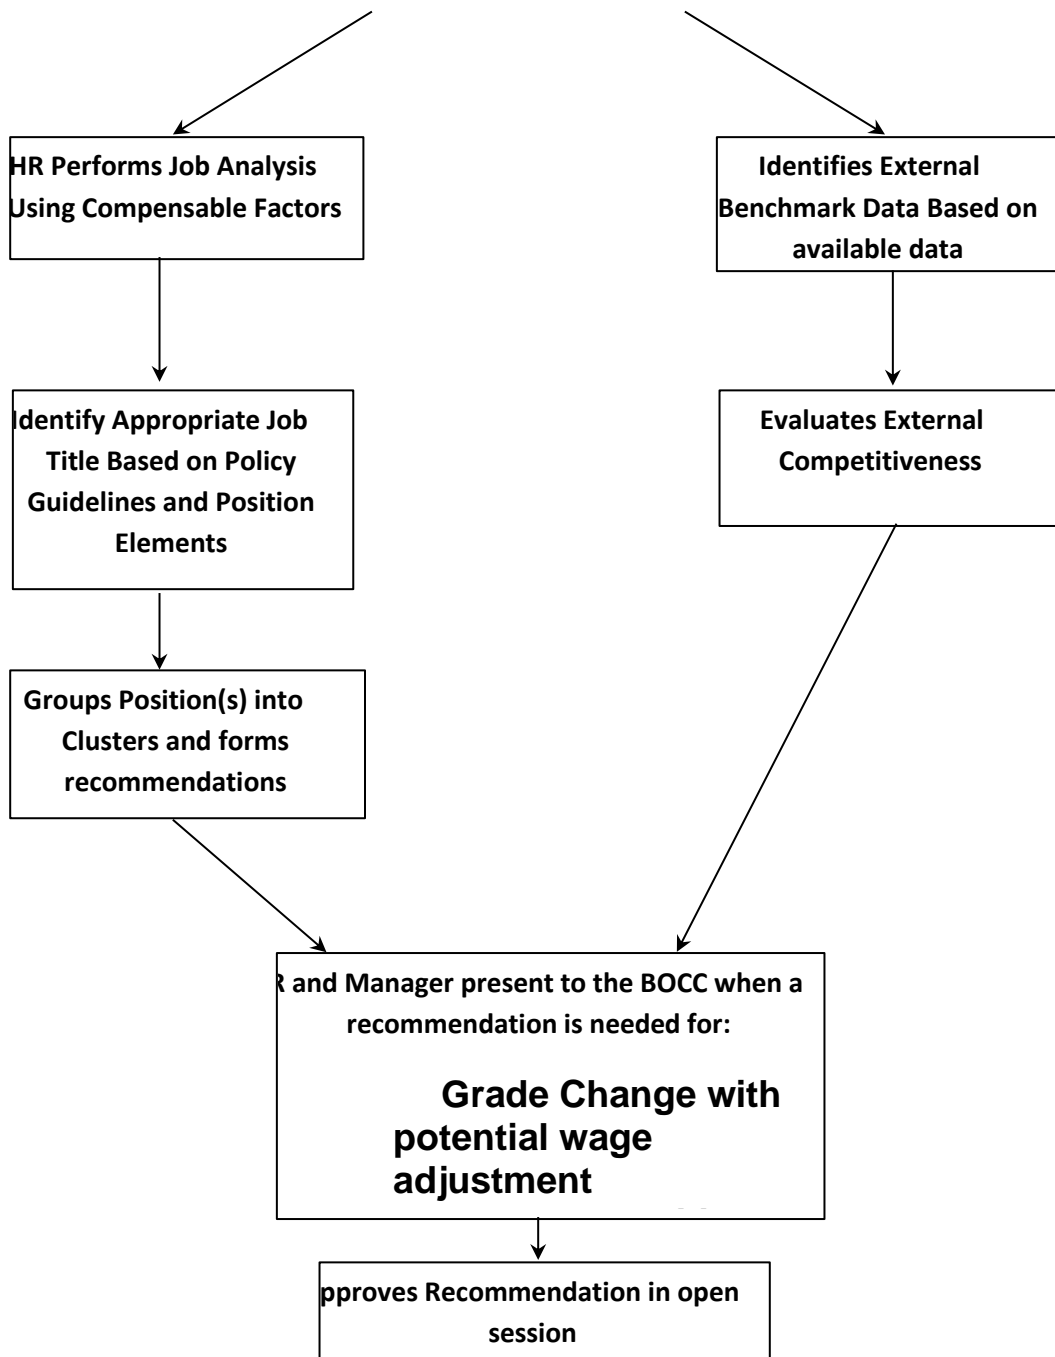 HR Performs Job Analysis
Using Compensable Factors
Identifies External
Benchmark Data Based on
available data
Identify Appropriate Job
Title Based on Policy
Guidelines and Position
Elements
Evaluates External
Competitiveness
Groups Position(s) into
Clusters and forms
recommendations
R and Manager present to the BOCC when a
recommendation is needed for:
Grade Change with
potential wage
adjustment
pproves Recommendation in open
session